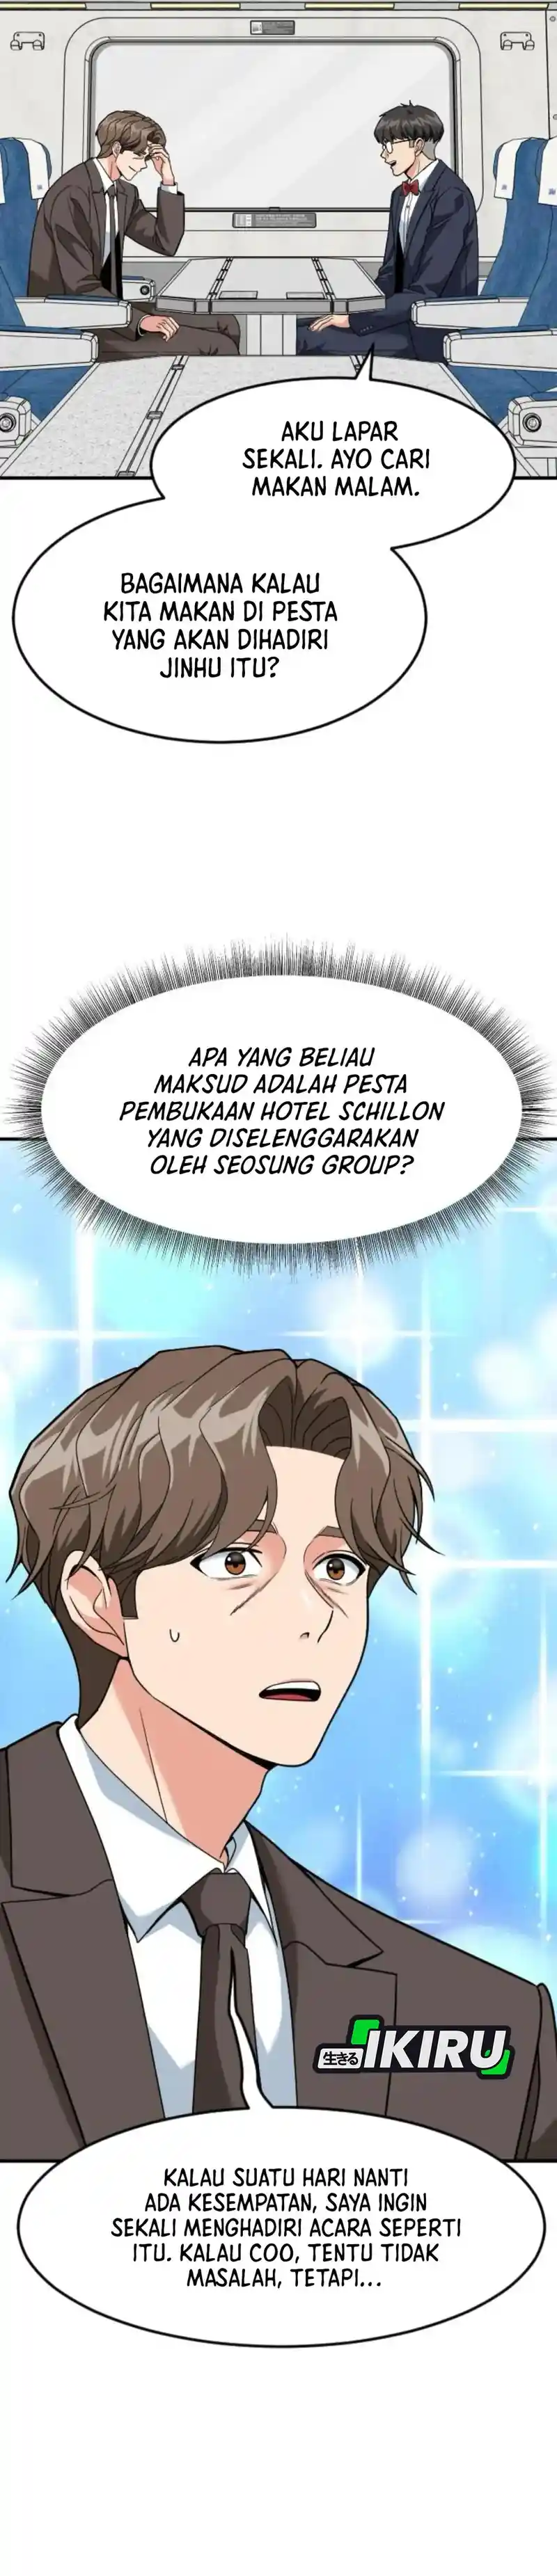 AKU LAPAR
SEKALI. AYO CARI
MAKAN MALAM.
BAGAIMANA KALAU
KITA MAKAN DI PESTA
YANG AKAN DIHADIRI
JINHU ITU?
APA YANG BELIAU
MAKSUD ADALAH PESTA
PEMBUKAAN HOTEL SCHILLON
YANG DISELENGGARAKAN
OLEH SEOSUNG GROUP?
生きる IKIRU
KALAU SUATU HARI NANTI
ADA KESEMPATAN, SAYA INGIN
SEKALI MENGHADIRI ACARA SEPERTI
ITU. KALAU COO, TENTU TIDAK
MASALAH, TETAPI...